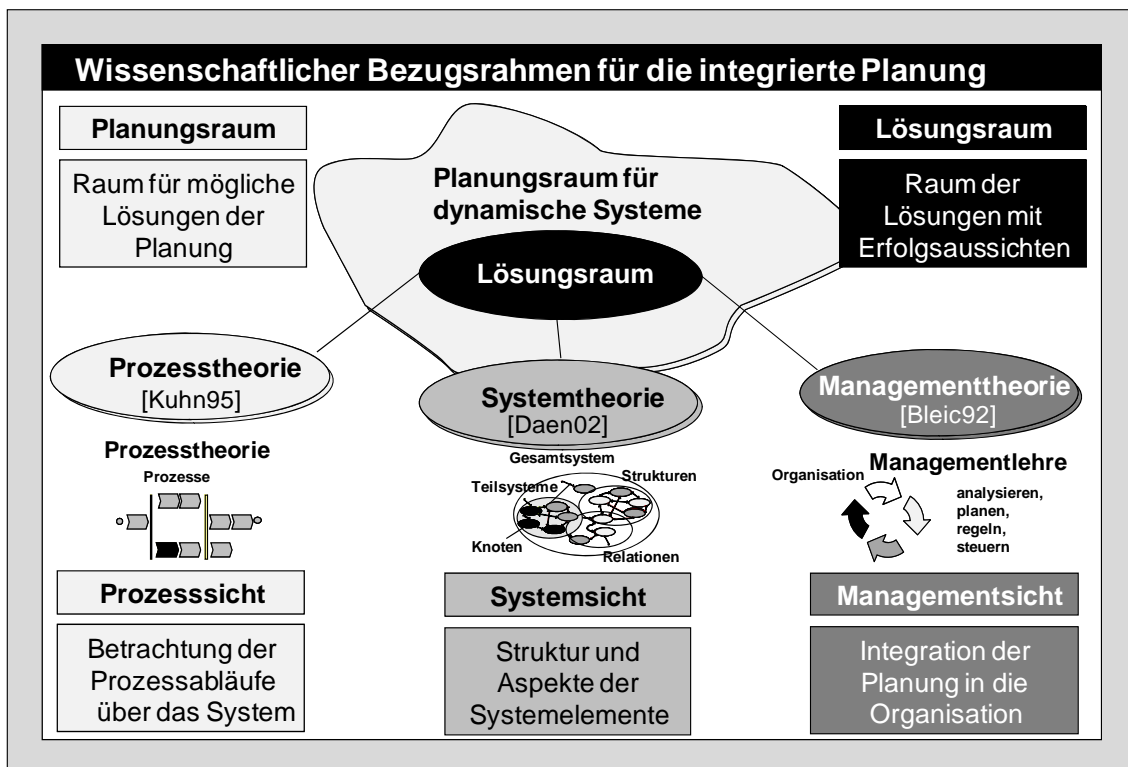 Wissenschaftlicher Bezugsrahmen für die integrierte Planung
Planungsraum
Raum für mögliche
Lösungen der
Planung
Planungsraum für
dynamische Systeme
Lösungsraum
Lösungsraum
Raum der
Lösungen mit
Erfolgsaussichten
Prozesstheorie
[Kuhn95]
Systemtheorie
[Daen02]
Managementtheorie
[Bleic92]
Prozesstheorie
Prozesse
Gesamtsystem
Teilsysteme
Strukturen
Knoten
Relationen
Managementlehre
Organisation
analysieren,
planen,
regeln,
steuern
Prozesssicht
Betrachtung der
Prozessabläufe
über das System
Systemsicht
Struktur und
Aspekte der
Systemelemente
Managementsicht
Integration der
Planung in die
Organisation